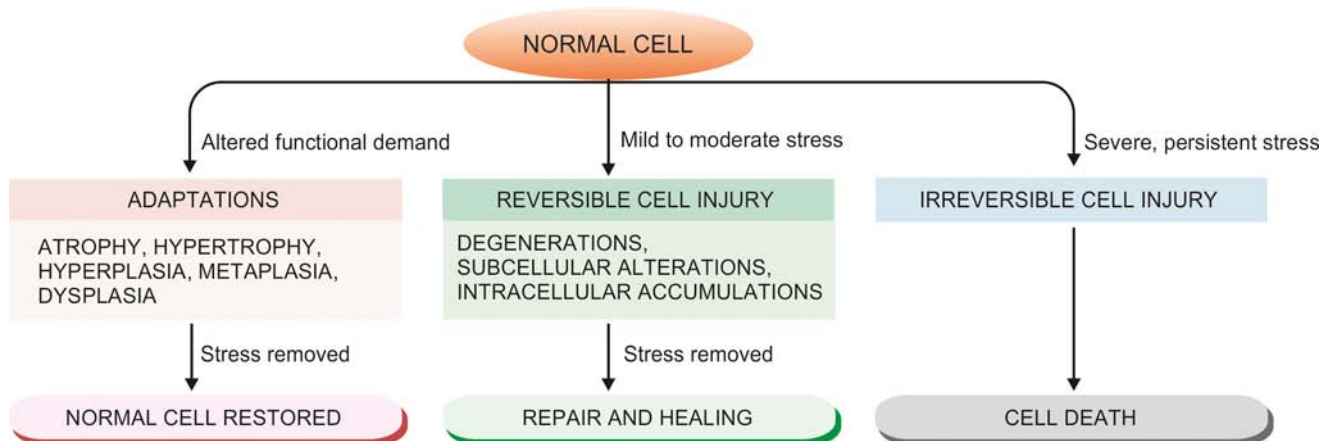 NORMAL CELL
Altered functional demand
Mild to moderate stress
Severe, persistent stress
ADAPTATIONS
REVERSIBLE CELL INJURY
IRREVERSIBLE CELL INJURY
ATROPHY, HYPERTROPHY,
HYPERPLASIA, METAPLASIA,
DYSPLASIA
DEGENERATIONS,
SUBCELLULAR ALTERATIONS,
INTRACELLULAR ACCUMULATIONS
Stress removed
Stress removed
NORMAL CELL RESTORED
REPAIR AND HEALING
CELL DEATH